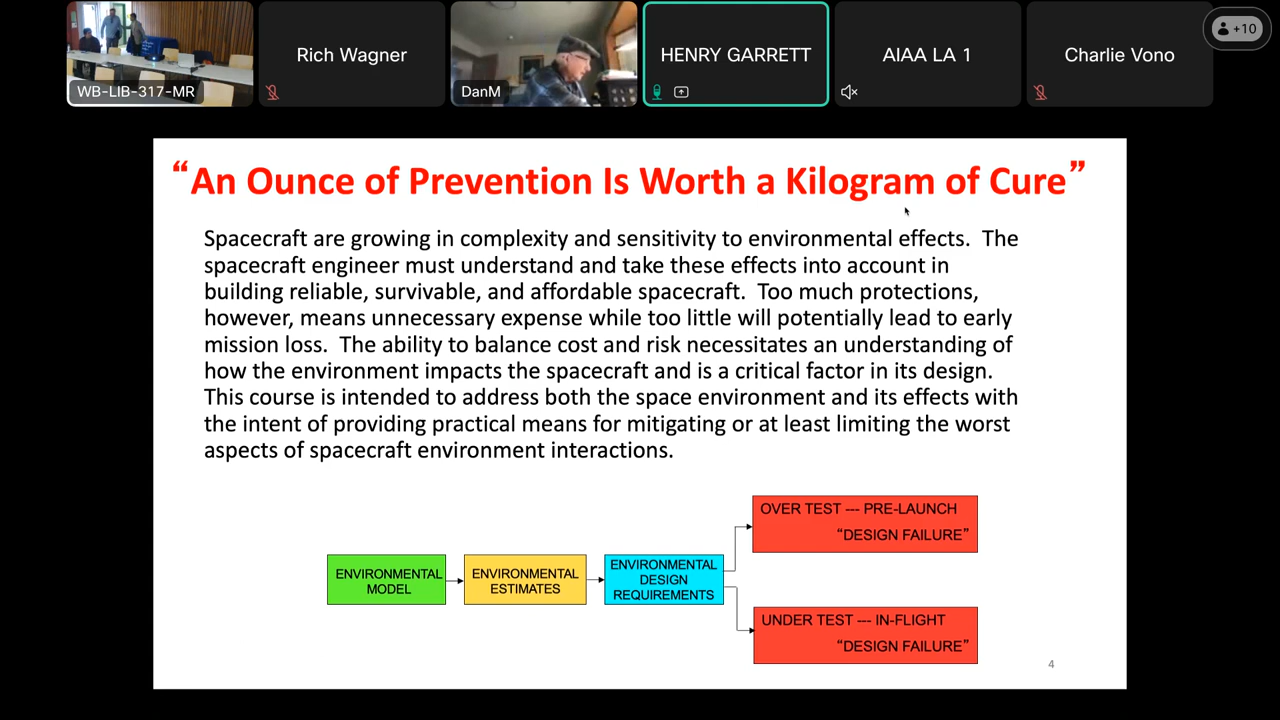 +10
WB-LIB-317-MR
Rich Wagner
DanM
HENRY GARRETT
AIAA LA 1
Charlie Vono
“An Ounce of Prevention Is Worth a Kilogram of Cure”
Spacecraft are growing in complexity and sensitivity to environmental effects. The
spacecraft engineer must understand and take these effects into account in
building reliable, survivable, and affordable spacecraft. Too much protections,
however, means unnecessary expense while too little will potentially lead to early
mission loss. The ability to balance cost and risk necessitates an understanding of
how the environment impacts the spacecraft and is a critical factor in its design.
This course is intended to address both the space environment and its effects with
the intent of providing practical means for mitigating or at least limiting the worst
aspects of spacecraft environment interactions.
ENVIRONMENTAL
MODEL
ENVIRONMENTAL
ESTIMATES
ENVIRONMENTAL
DESIGN
REQUIREMENTS
OVER TEST --- PRE-LAUNCH
“DESIGN FAILURE”
UNDER TEST --- IN-FLIGHT
“DESIGN FAILURE”
4